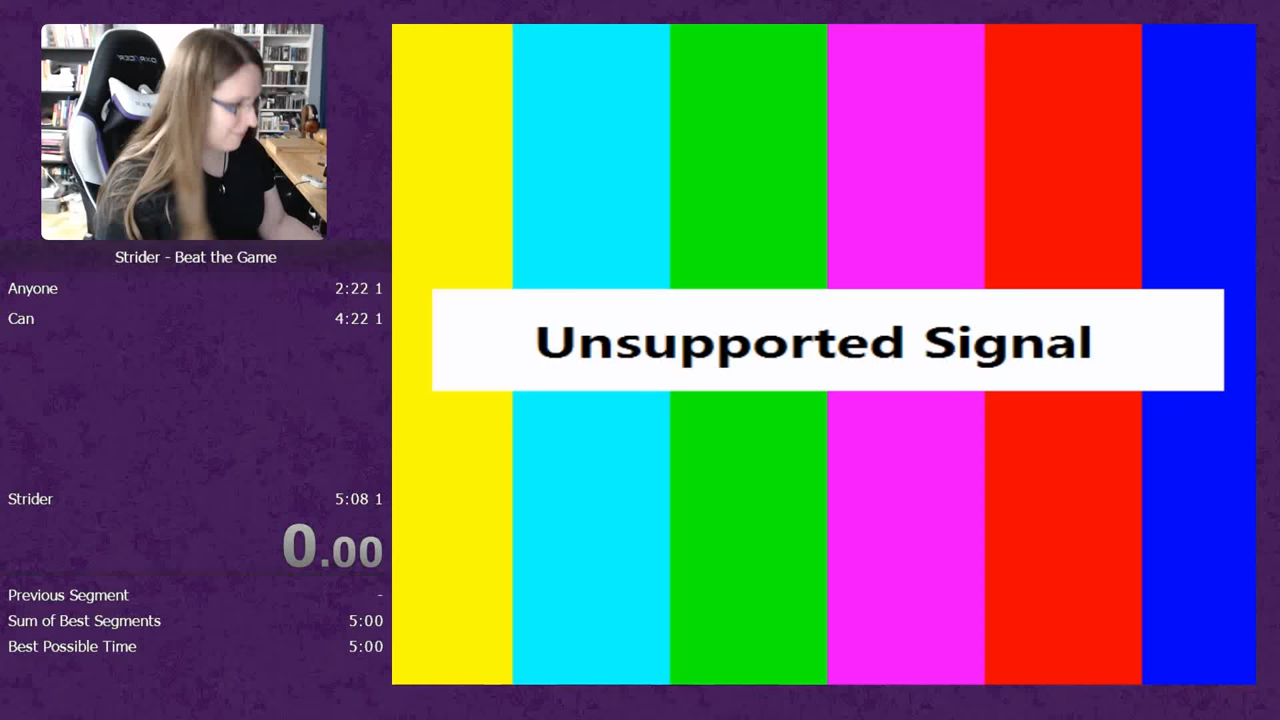 Strider - Beat the Game
Anyone 2:22 1
Can 4:22 1
Strider 5:08 1
0.00
Previous Segment -
Sum of Best Segments 5:00
Best Possible Time 5:00
Unsupported Signal